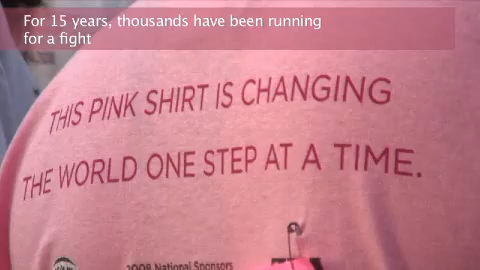 For 15 years, thousands have been running
for a fight
THIS PINK SHIRT IS CHANGING
THE WORLD ONE STEP AT A TIME.
2008 National Sponsors